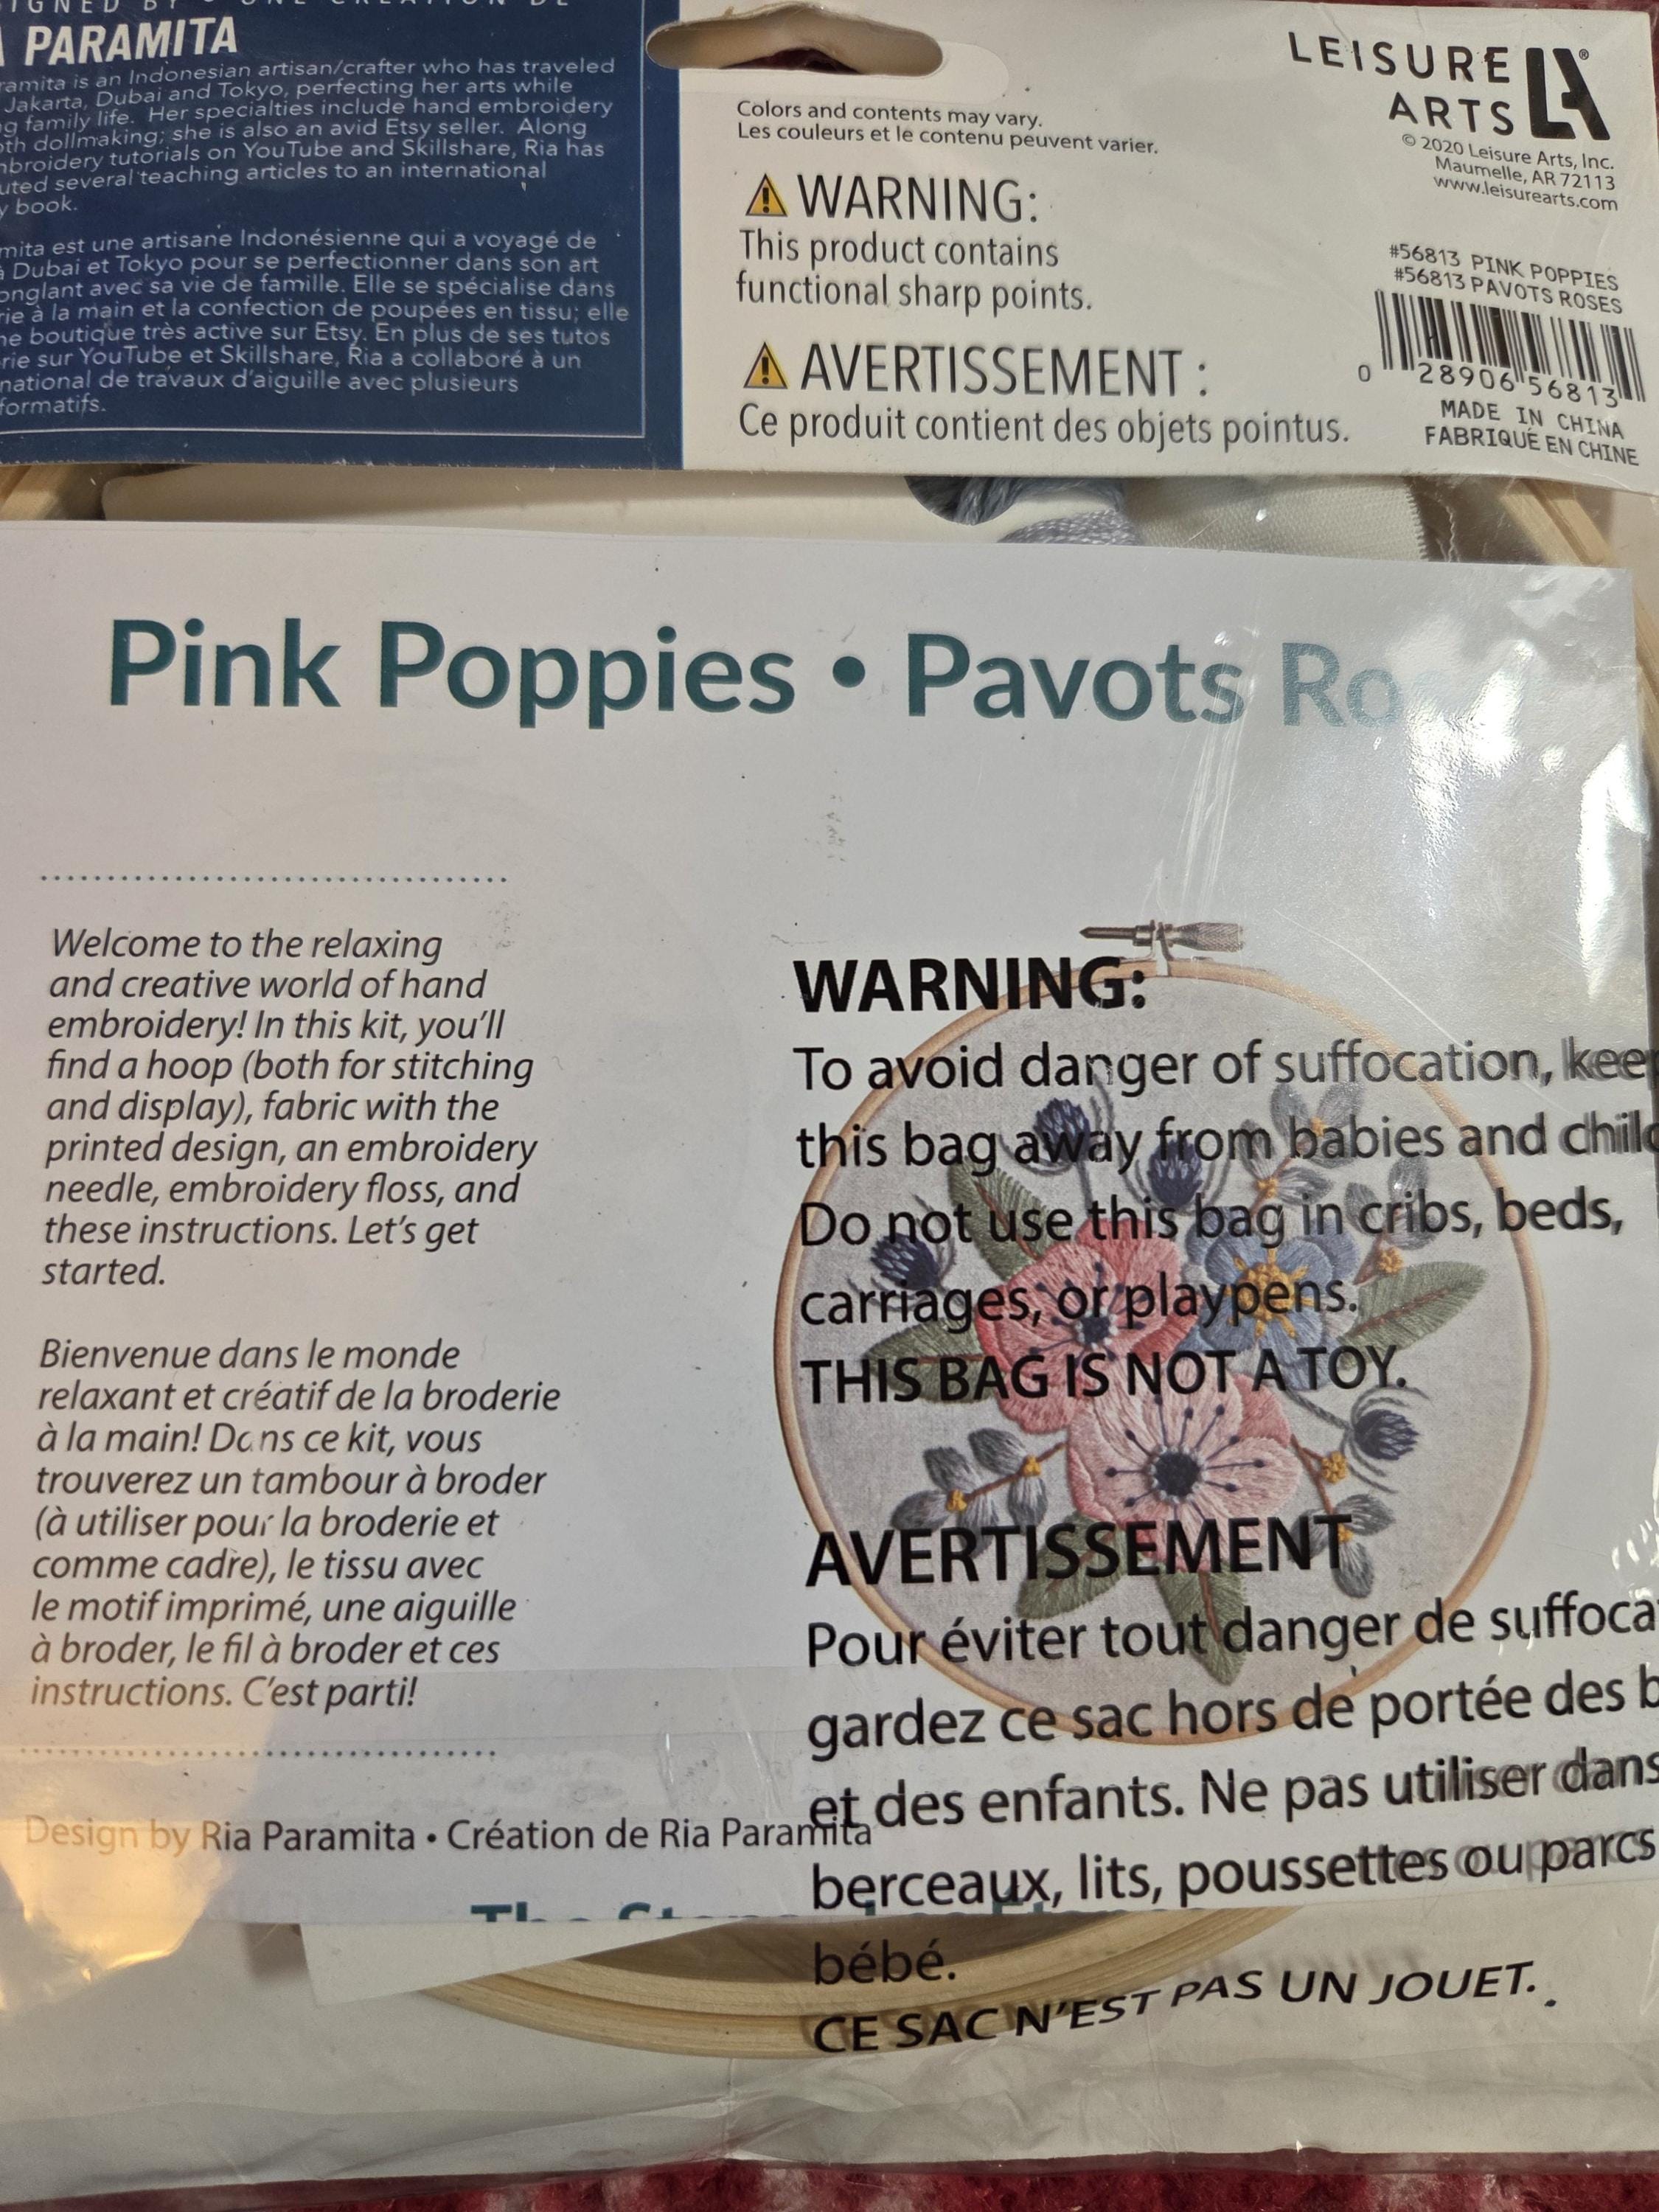 PARAMITA
is an Indonesian artisan/crafter who has traveled
Jakarta, Dubai and Tokyo, perfecting her arts while
family life. Her specialties include hand embroidery
dollmaking; she is also an avid Etsy seller. Along
tutorials on YouTube and Skillshare, Ria has
several teaching articles to an international
book.
est une artisane Indonésienne qui a voyagé de
à Dubai et Tokyo pour se perfectionner dans son art
avec sa vie de famille. Elle se spécialise dans
à la main et la confection de poupées en tissu; elle
boutique très active sur Etsy. En plus de ses tutos
sur YouTube et Skillshare, Ria a collaboré à un
de travaux d'aiguille avec plusieurs
Colors and contents may vary.
Les couleurs et le contenu peuvent varier.
⚠ WARNING:
This product contains
functional sharp points.
⚠ AVERTISSEMENT :
Ce produit contient des objets pointus.
LEISURE
ARTS LA®
© 2020 Leisure Arts, Inc.
Maumelle, AR 72113
www.leisurearts.com
#56813 PINK POPPIES
#56813 PAVOTS ROSES
0 28906 56813
MADE IN CHINA
FABRIQUÉ EN CHINE
Pink Poppies • Pavots
Welcome to the relaxing
and creative world of hand
embroidery! In this kit, you'll
find a hoop (both for stitching
and display), fabric with the
printed design, an embroidery
needle, embroidery floss, and
these instructions. Let's get
started.
Bienvenue dans le monde
relaxant et créatif de la broderie
à la main! Dans ce kit, vous
trouverez un tambour à broder
(à utiliser pour la broderie et
comme cadre), le tissu avec
le motif imprimé, une aiguille
à broder, le fil à broder et ces
instructions. C'est parti!
Design by Ria Paramita • Création de Ria Paramita
WARNING:
To avoid danger of suffocation, keep
this bag away from babies and
Do not use this bag in cribs, beds,
carriages, or playpens.
THIS BAG IS NOT A TOY.
AVERTISSEMENT
Pour éviter tout danger de
gardez ce sac hors de portée des
et des enfants. Ne pas utiliser dans
berceaux, lits, poussettes ou parcs
bébé.
CE SAC N'EST PAS UN JOUET.